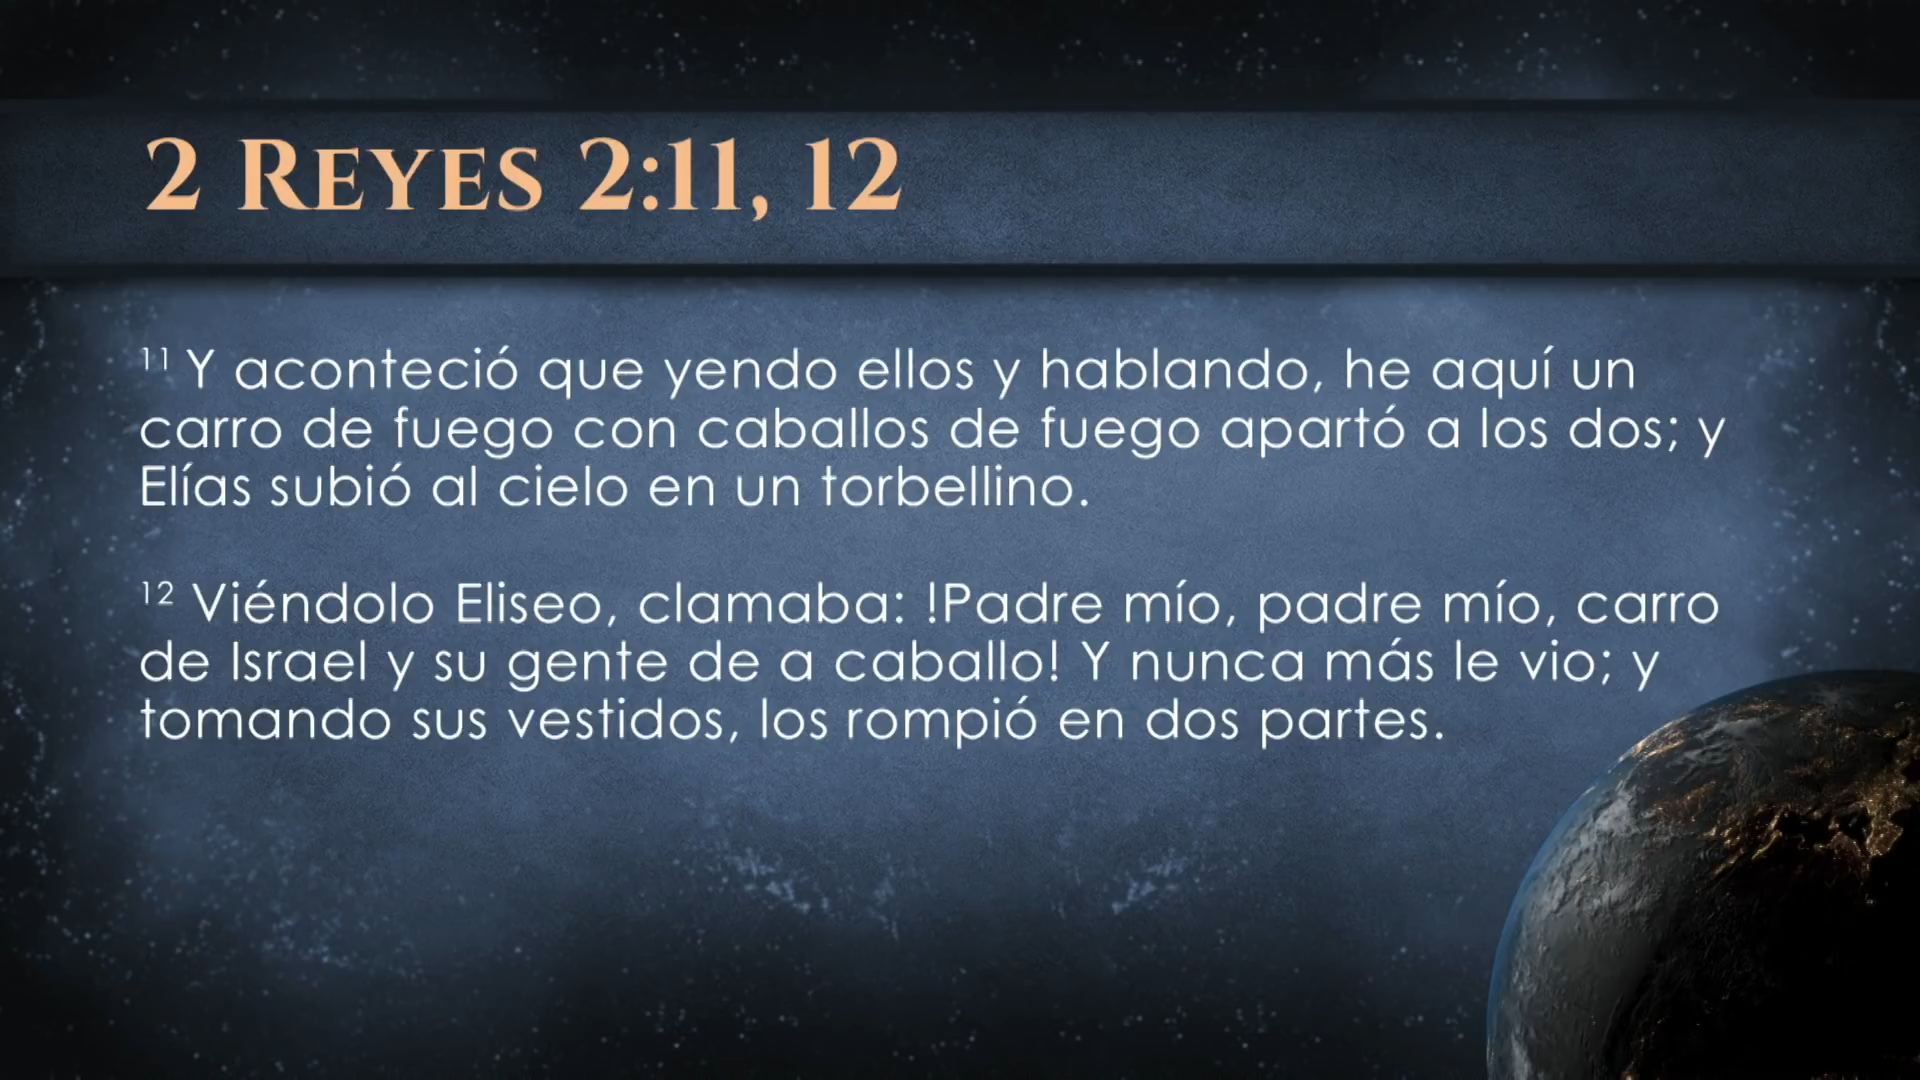 2 Reyes 2:11, 12
11 Y aconteció que yendo ellos y hablando, he aquí un
carro de fuego con caballos de fuego apartó a los dos; y
Elías subió al cielo en un torbellino.
12 Viéndolo Eliseo, clamaba: !Padre mío, padre mío, carro
de Israel y su gente de a caballo! Y nunca más le vio; y
tomando sus vestidos, los rompió en dos partes.